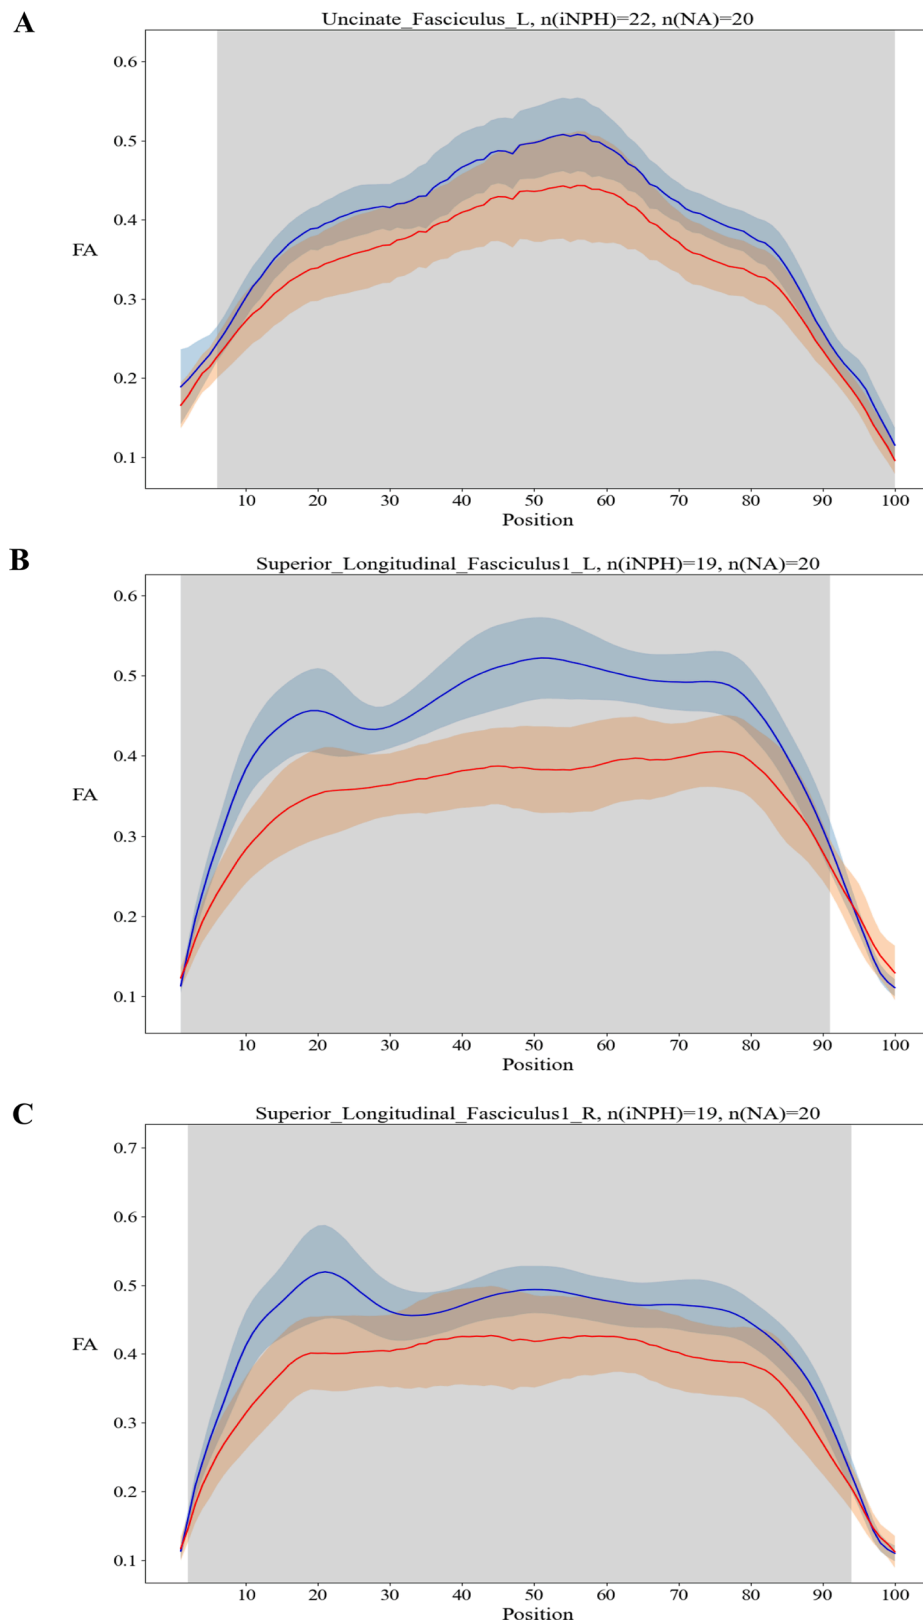 A
Uncinate_Fasciculus_L, n(iNPH)=22, n(NA)=20
0.6
0.5
0.4
FA
0.3
0.2
0.1
10 20 30 40 50 60 70 80 90 100
Position
B
Superior_Longitudinal_Fasciculus1_L, n(iNPH)=19, n(NA)=20
0.6
0.5
0.4
FA
0.3
0.2
0.1
10 20 30 40 50 60 70 80 90 100
Position
C
Superior_Longitudinal_Fasciculus1_R, n(iNPH)=19, n(NA)=20
0.7
0.6
0.5
0.4
FA
0.3
0.2
0.1
10 20 30 40 50 60 70 80 90 100
Position